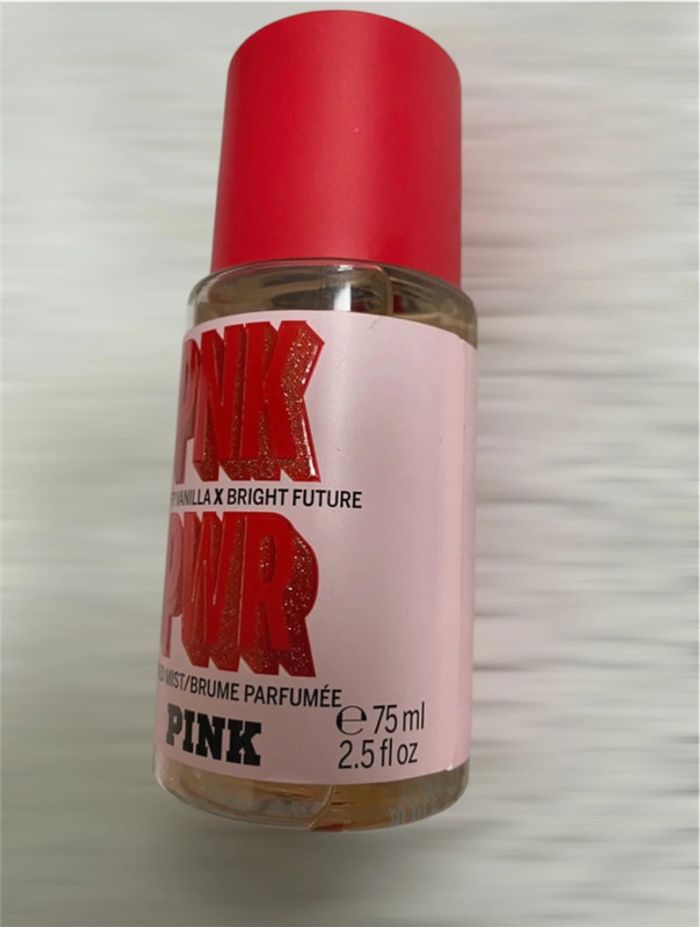 PNK
VANILLA X BRIGHT FUTURE
PWR
MIST/BRUME PARFUMÉE
PINK
℮ 75 ml
2.5 fl oz